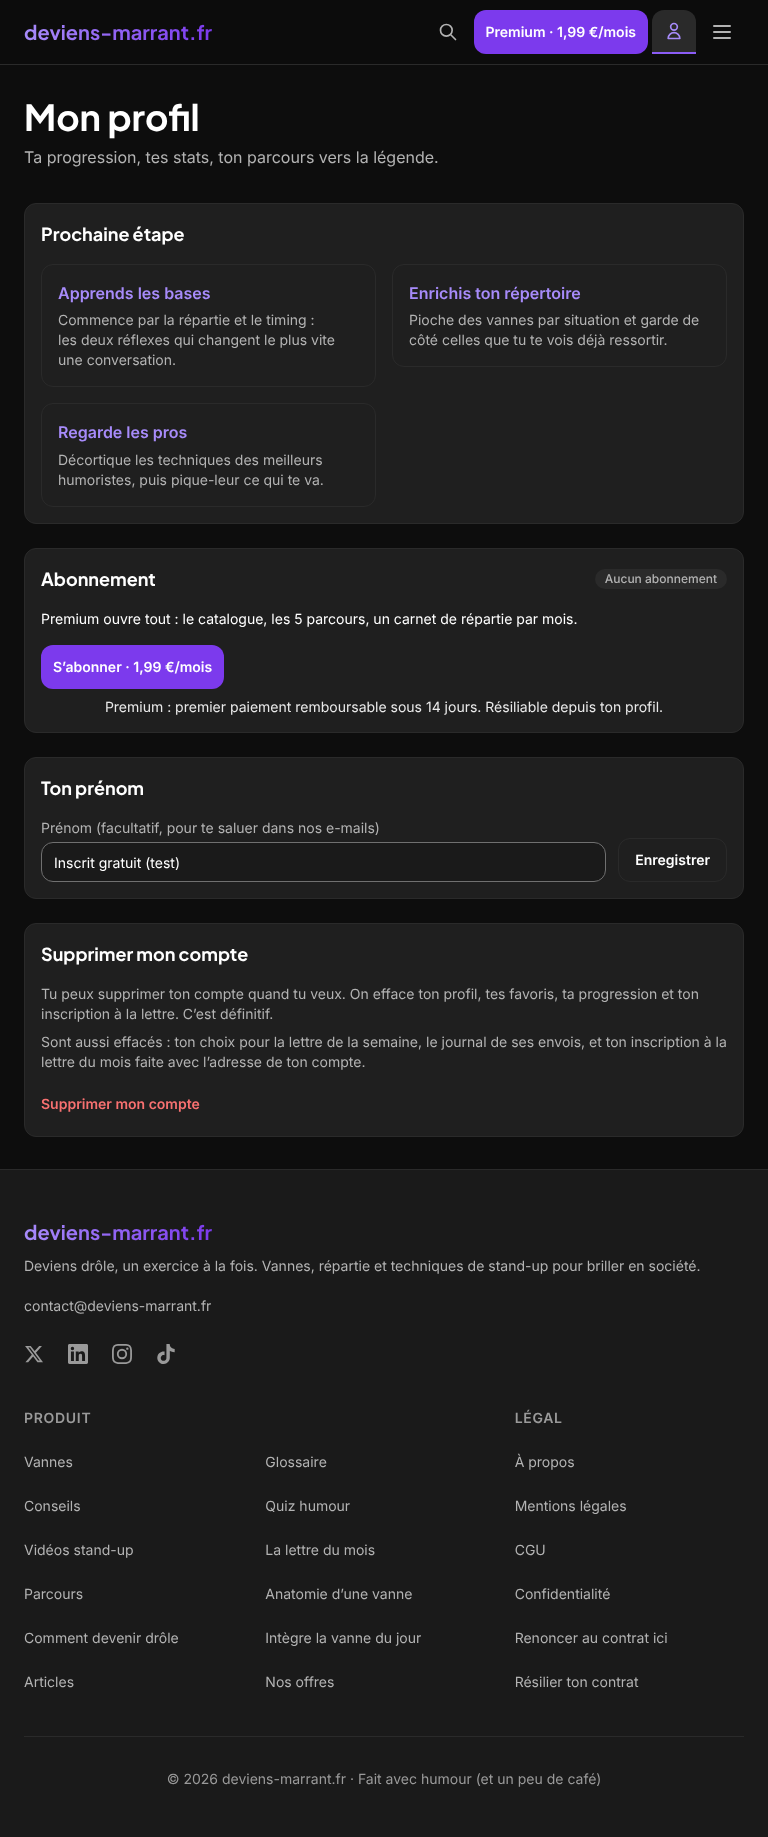 deviens-marrant.fr
Premium · 1,99 €/mois
Mon profil
Ta progression, tes stats, ton parcours vers la légende.
Prochaine étape
Apprends les bases
Commence par la répartie et le timing :
les deux réflexes qui changent le plus vite
une conversation.
Enrichis ton répertoire
Pioche des vannes par situation et garde de
côté celles que tu te vois déjà ressortir.
Regarde les pros
Décortique les techniques des meilleurs
humoristes, puis pique-leur ce qui te va.
Abonnement
Aucun abonnement
Premium ouvre tout : le catalogue, les 5 parcours, un carnet de répartie par mois.
S’abonner · 1,99 €/mois
Premium : premier paiement remboursable sous 14 jours. Résiliable depuis ton profil.
Ton prénom
Prénom (facultatif, pour te saluer dans nos e-mails)
Inscrit gratuit (test)
Enregistrer
Supprimer mon compte
Tu peux supprimer ton compte quand tu veux. On efface ton profil, tes favoris, ta progression et ton
inscription à la lettre. C’est définitif.
Sont aussi effacés : ton choix pour la lettre de la semaine, le journal de ses envois, et ton inscription à la
lettre du mois faite avec l’adresse de ton compte.
Supprimer mon compte
deviens-marrant.fr
Deviens drôle, un exercice à la fois. Vannes, répartie et techniques de stand-up pour briller en société.
contact@deviens-marrant.fr
PRODUIT
Vannes
Conseils
Vidéos stand-up
Parcours
Comment devenir drôle
Articles
Glossaire
Quiz humour
La lettre du mois
Anatomie d’une vanne
Intègre la vanne du jour
Nos offres
LÉGAL
À propos
Mentions légales
CGU
Confidentialité
Renoncer au contrat ici
Résilier ton contrat
© 2026 deviens-marrant.fr · Fait avec humour (et un peu de café)